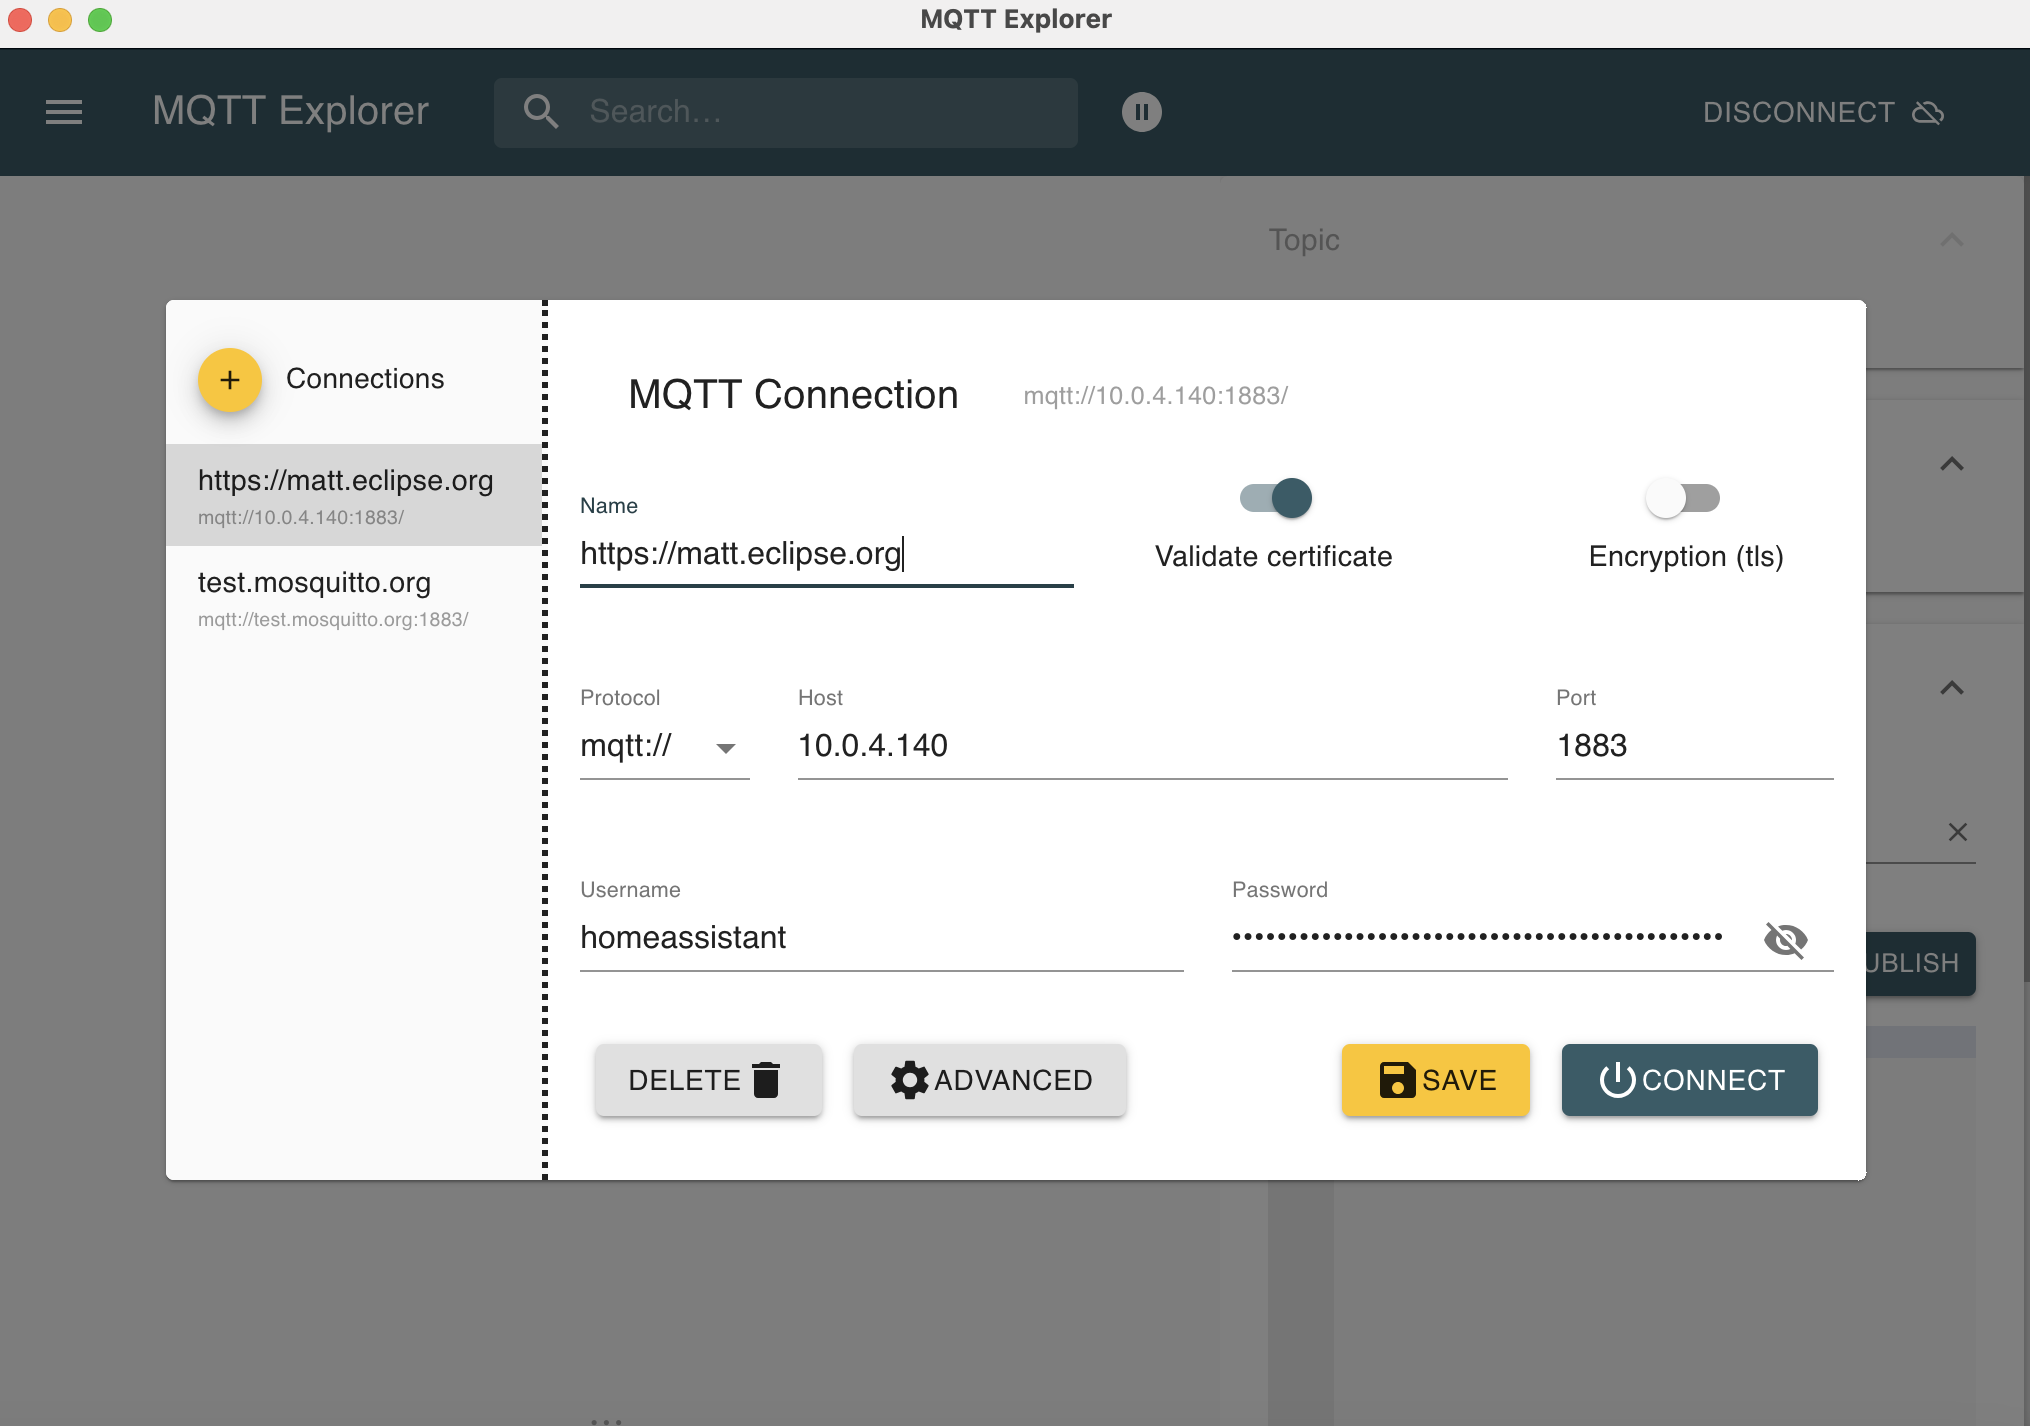 MQTT Explorer
MQTT Explorer
Search...
DISCONNECT
Topic
Connections
https://matt.eclipse.org
mqtt://10.0.4.140:1883/
test.mosquitto.org
mqtt://test.mosquitto.org:1883/
MQTT Connection
mqtt://10.0.4.140:1883/
Name
https://matt.eclipse.org
Validate certificate
Encryption (tls)
Protocol
Host
Port
mqtt://
10.0.4.140
1883
Username
Password
homeassistant
••••••••••••••••••••••••••••••••••••••••••••
UBLISH
DELETE
ADVANCED
SAVE
CONNECT